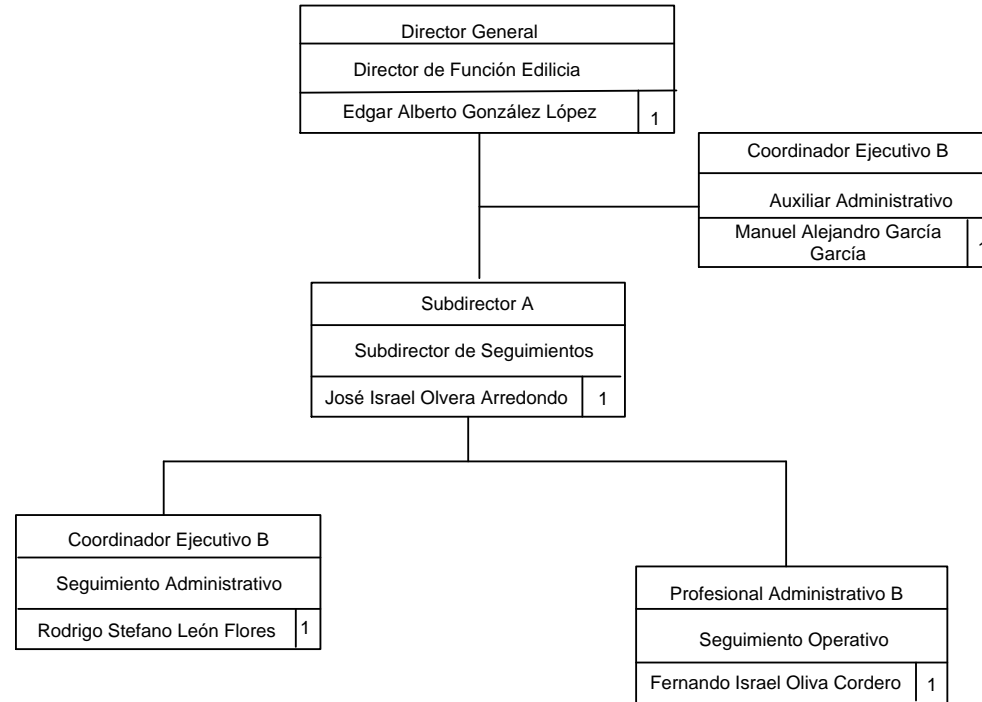 Director General
Director de Función Edilicia
Edgar Alberto González López 1
Coordinador Ejecutivo B
Auxiliar Administrativo
Manuel Alejandro García
García 1
Subdirector A
Subdirector de Seguimientos
José Israel Olvera Arredondo 1
Coordinador Ejecutivo B
Seguimiento Administrativo
Rodrigo Stefano León Flores 1
Profesional Administrativo B
Seguimiento Operativo
Fernando Israel Oliva Cordero 1